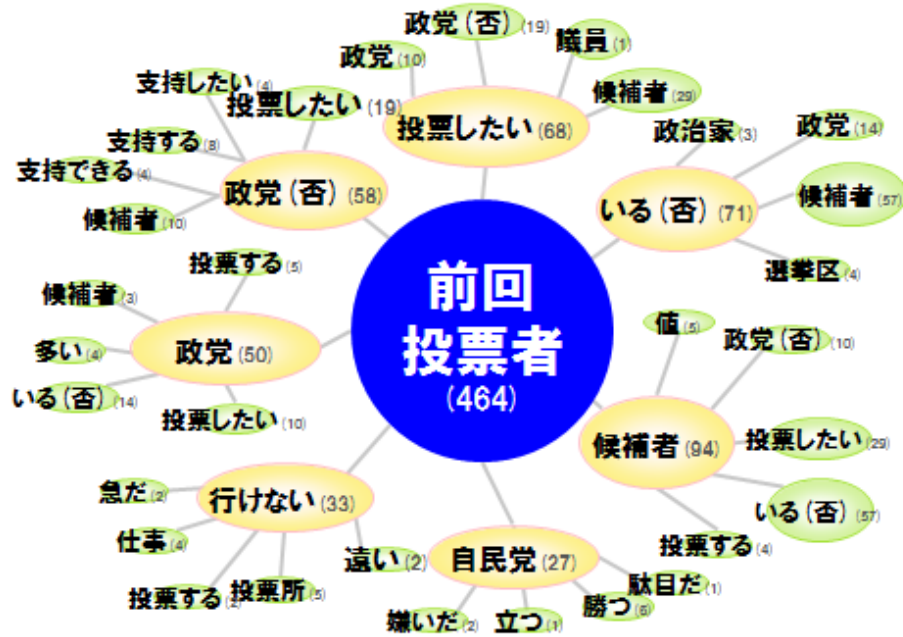 前回
投票者
(464)
投票したい (68)
政党 (10)
政党 (否) (19)
議員 (1)
候補者 (29)
いる (否) (71)
政治家 (3)
政党 (14)
候補者 (57)
選挙区 (4)
候補者 (94)
値 (5)
政党 (否) (10)
投票したい (29)
いる (否) (57)
投票する (4)
自民党 (27)
駄目だ (1)
勝つ (6)
立つ (1)
嫌いだ (2)
行けない (33)
遠い (2)
投票所 (5)
投票する (2)
仕事 (4)
急だ (2)
政党 (50)
投票する (5)
候補者 (3)
多い (4)
いる (否) (14)
投票したい (10)
政党 (否) (58)
投票したい (19)
支持したい (4)
支持する (8)
支持できる (4)
候補者 (10)